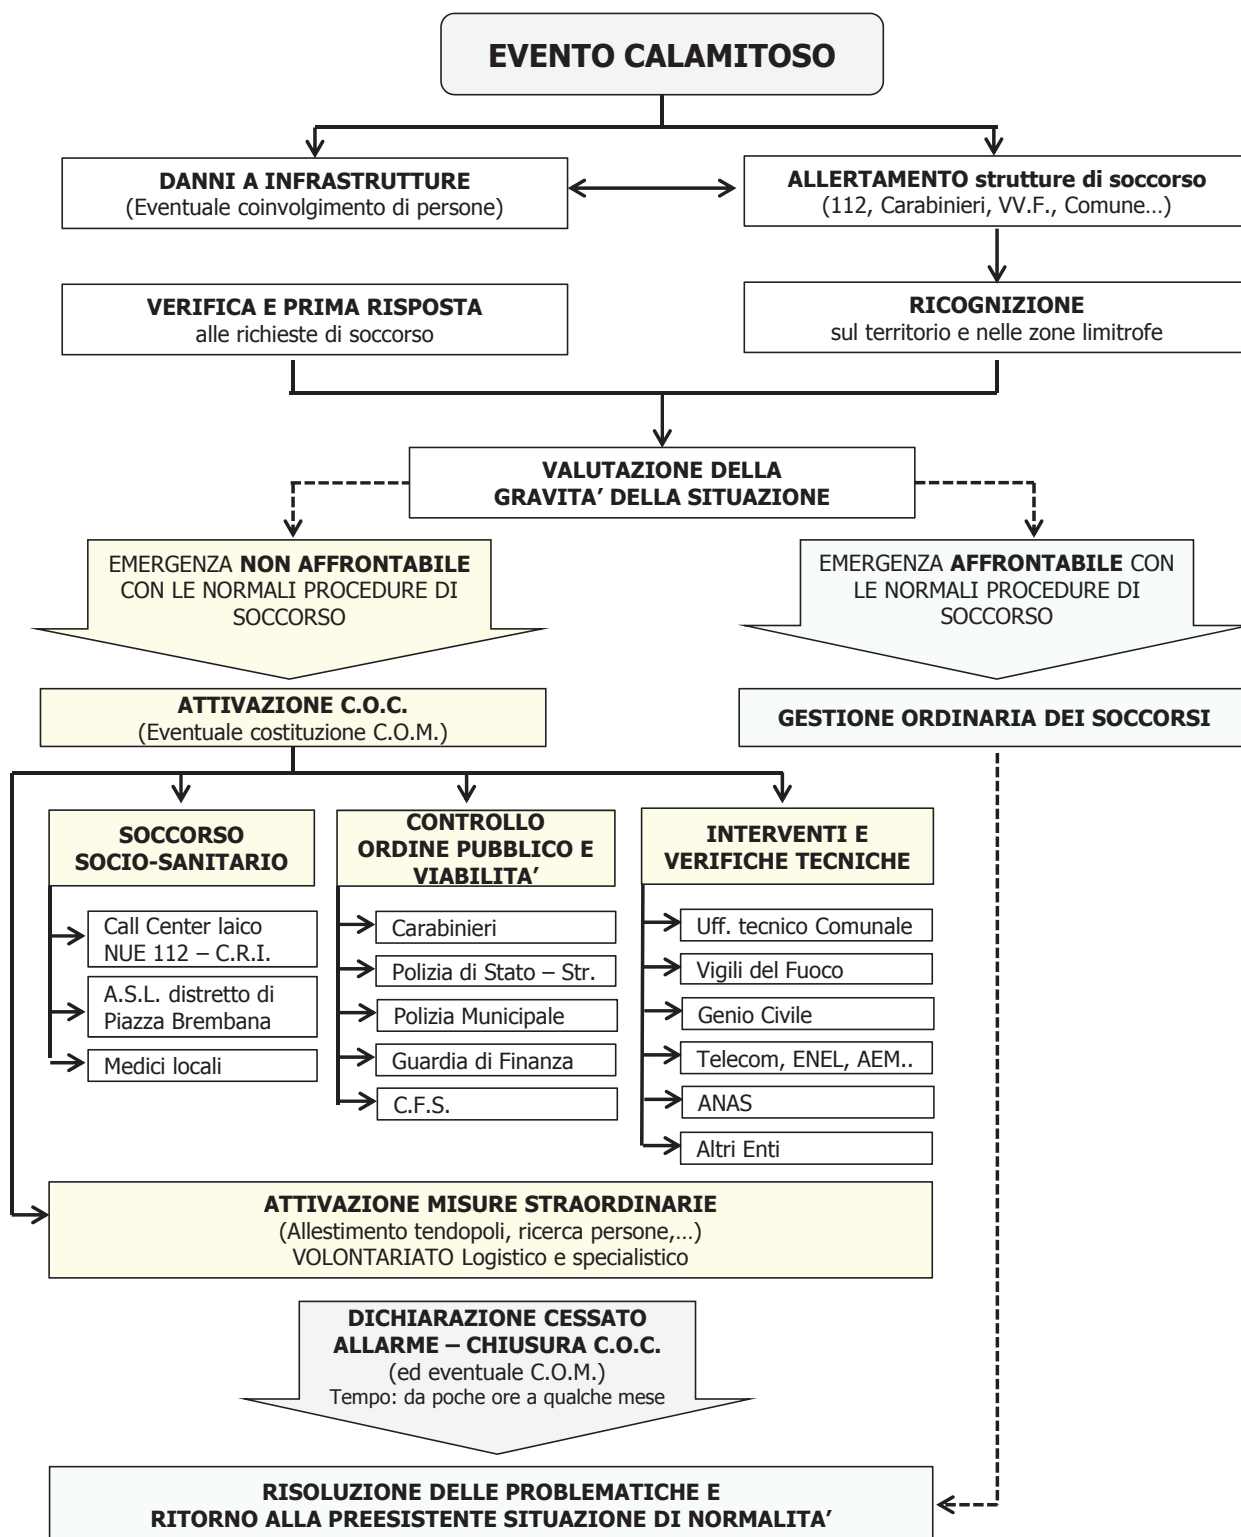 EVENTO CALAMITOSO
DANNI A INFRASTRUTTURE
(Eventuale coinvolgimento di persone)
ALLERTAMENTO strutture di soccorso
(112, Carabinieri, VV.F., Comune…)
VERIFICA E PRIMA RISPOSTA
alle richieste di soccorso
RICOGNIZIONE
sul territorio e nelle zone limitrofe
VALUTAZIONE DELLA
GRAVITA’ DELLA SITUAZIONE
EMERGENZA NON AFFRONTABILE
CON LE NORMALI PROCEDURE DI
SOCCORSO
EMERGENZA AFFRONTABILE CON
LE NORMALI PROCEDURE DI
SOCCORSO
ATTIVAZIONE C.O.C.
(Eventuale costituzione C.O.M.)
GESTIONE ORDINARIA DEI SOCCORSI
SOCCORSO
SOCIO-SANITARIO
Call Center laico
NUE 112 – C.R.I.
A.S.L. distretto di
Piazza Brembana
Medici locali
CONTROLLO
ORDINE PUBBLICO E
VIABILITA’
Carabinieri
Polizia di Stato – Str.
Polizia Municipale
Guardia di Finanza
C.F.S.
INTERVENTI E
VERIFICHE TECNICHE
Uff. tecnico Comunale
Vigili del Fuoco
Genio Civile
Telecom, ENEL, AEM..
ANAS
Altri Enti
ATTIVAZIONE MISURE STRAORDINARIE
(Allestimento tendopoli, ricerca persone,…)
VOLONTARIATO Logistico e specialistico
DICHIARAZIONE CESSATO
ALLARME – CHIUSURA C.O.C.
(ed eventuale C.O.M.)
Tempo: da poche ore a qualche mese
RISOLUZIONE DELLE PROBLEMATICHE E
RITORNO ALLA PREESISTENTE SITUAZIONE DI NORMALITA’